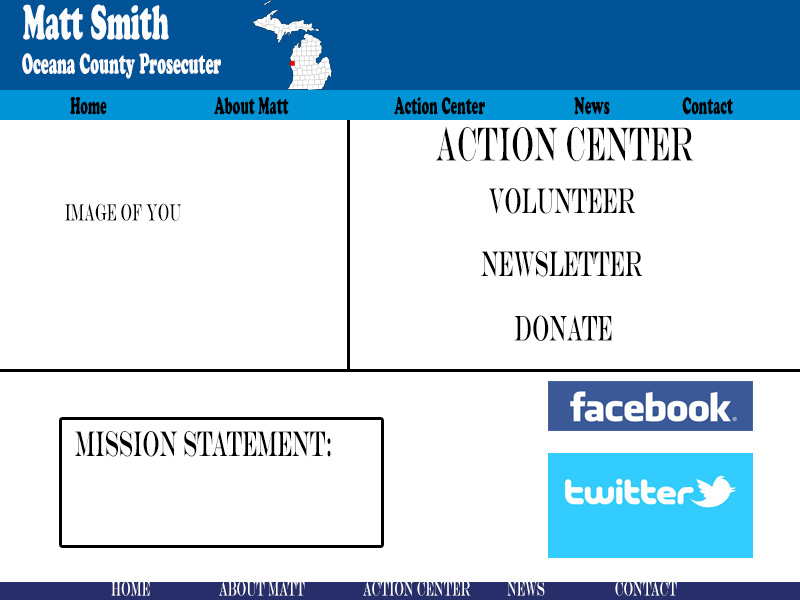 Matt Smith
Oceana County Prosecuter
Home About Matt Action Center News Contact
IMAGE OF YOU
ACTION CENTER
VOLUNTEER
NEWSLETTER
DONATE
MISSION STATEMENT:
facebook.
twitter
HOME ABOUT MATT ACTION CENTER NEWS CONTACT